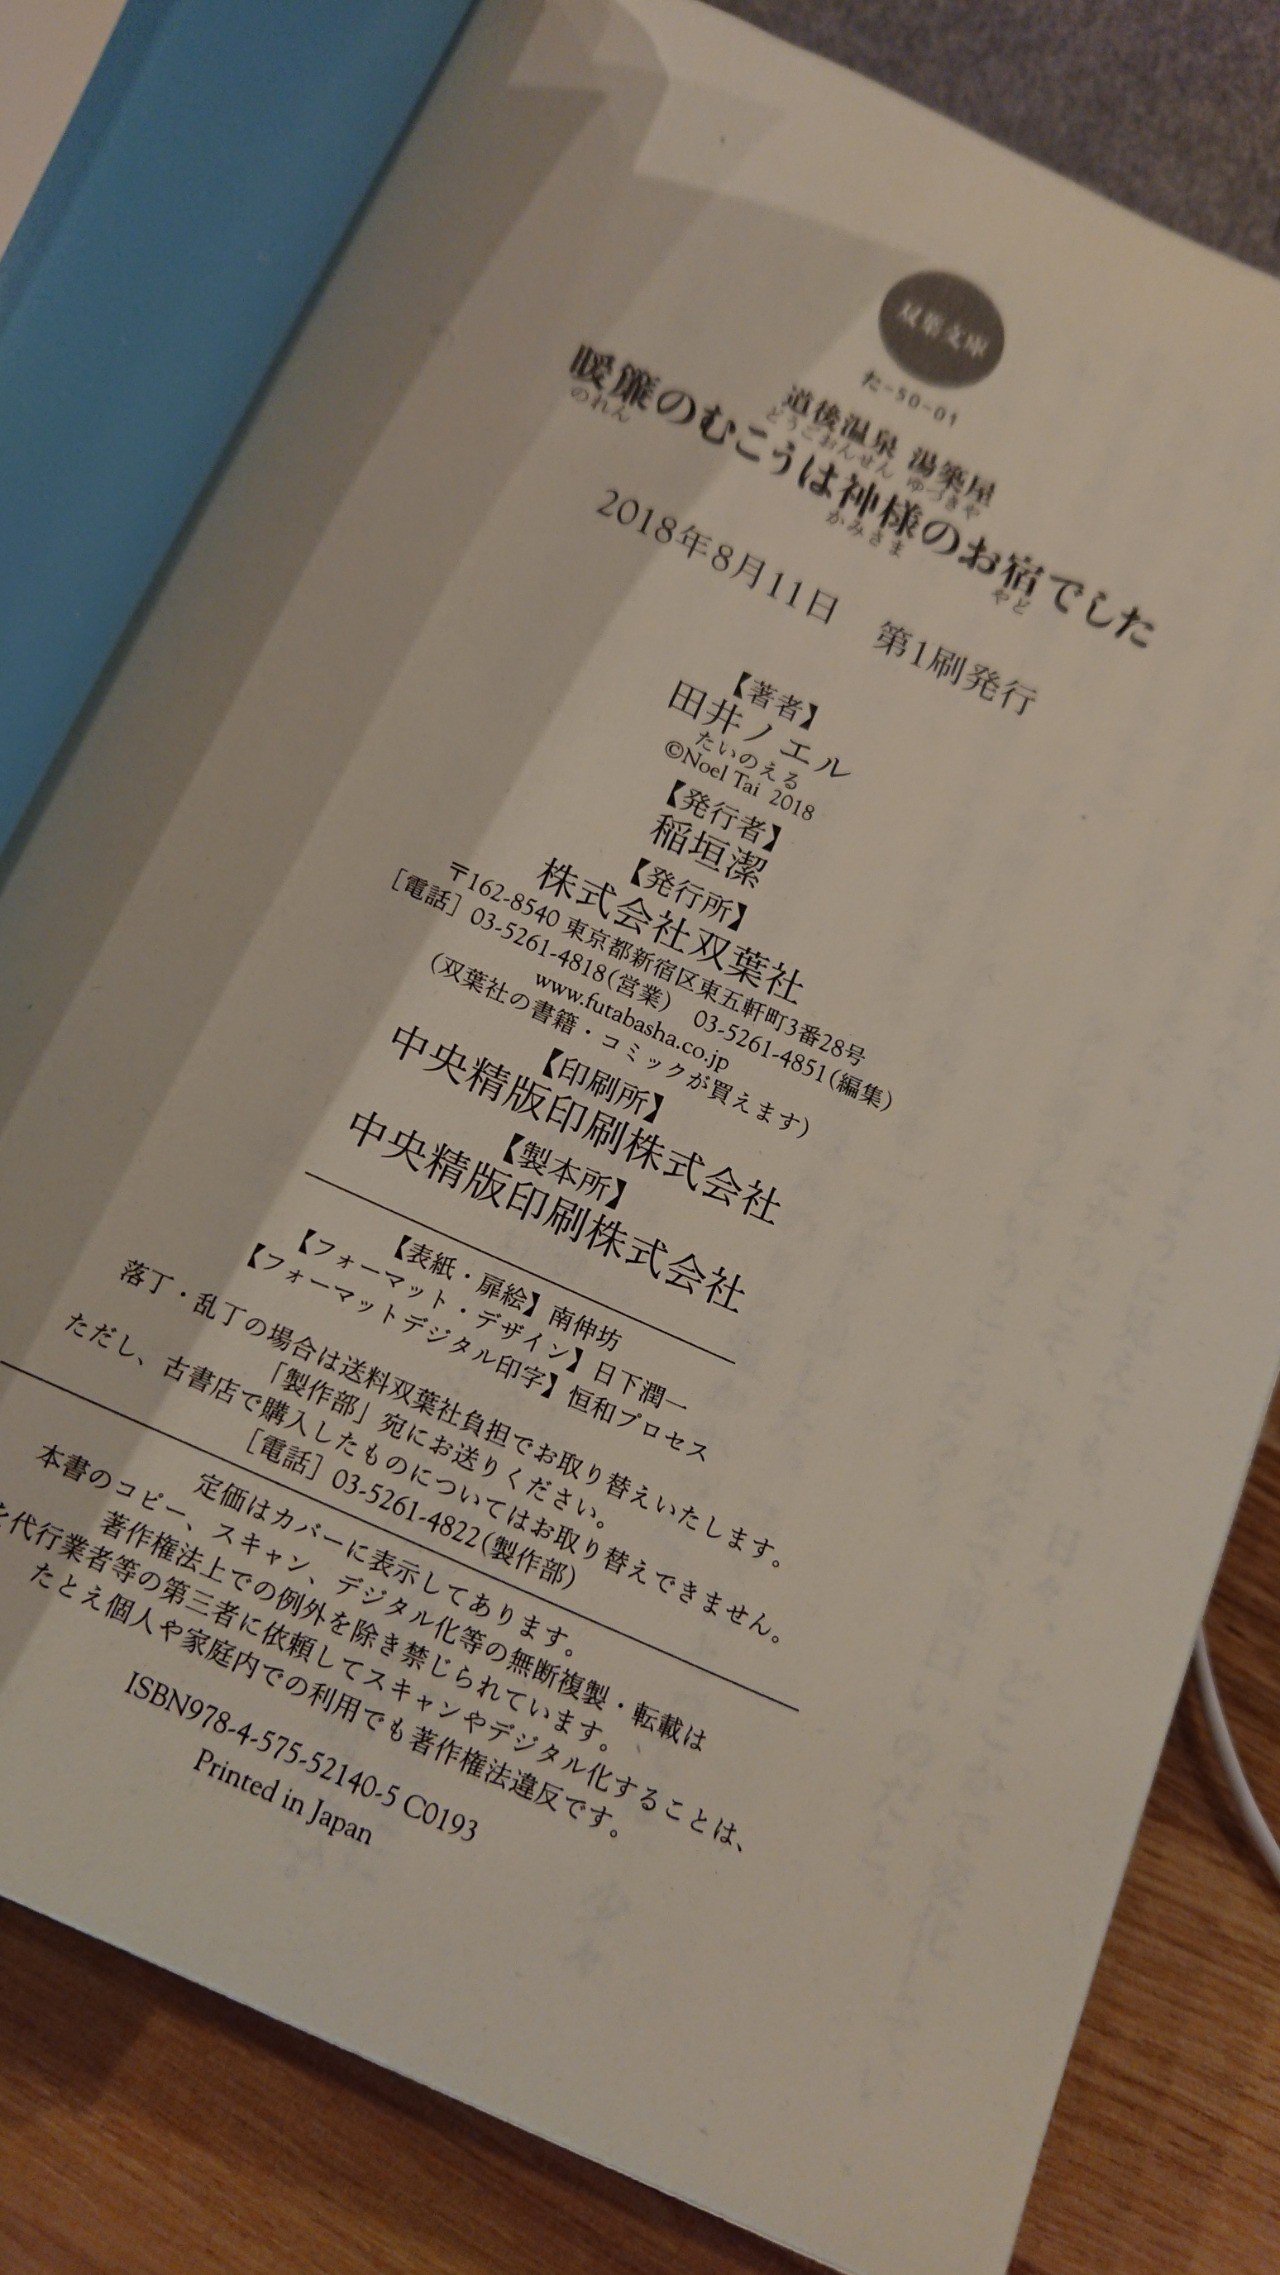 双葉文庫
た-50-01
道後温泉 湯築屋
どうごおんせん ゆづきや
暖簾のむこうは神様のお宿でした
のれん かみさま やど
2018年8月11日 第1刷発行
【著者】
田井ノエル
たいのえる
©Noel Tai 2018
【発行者】
稲垣潔
【発行所】
株式会社双葉社
〒162-8540 東京都新宿区東五軒町3番28号
[電話] 03-5261-4818(営業) 03-5261-4851(編集)
www.futabasha.co.jp
(双葉社の書籍・コミックが買えます)
【印刷所】
中央精版印刷株式会社
【製本所】
中央精版印刷株式会社
【表紙・扉絵】南伸坊
【フォーマット・デザイン】日下潤一
【フォーマットデジタル印字】恒和プロセス
落丁・乱丁の場合は送料双葉社負担でお取り替えいたします。
「製作部」宛にお送りください。
ただし、古書店で購入したものについてはお取り替えできません。
[電話] 03-5261-4822(製作部)
定価はカバーに表示してあります。
本書のコピー、スキャン、デジタル化等の無断複製・転載は
著作権法上での例外を除き禁じられています。
を代行業者等の第三者に依頼してスキャンやデジタル化することは、
たとえ個人や家庭内での利用でも著作権法違反です。
ISBN978-4-575-52140-5 C0193
Printed in Japan